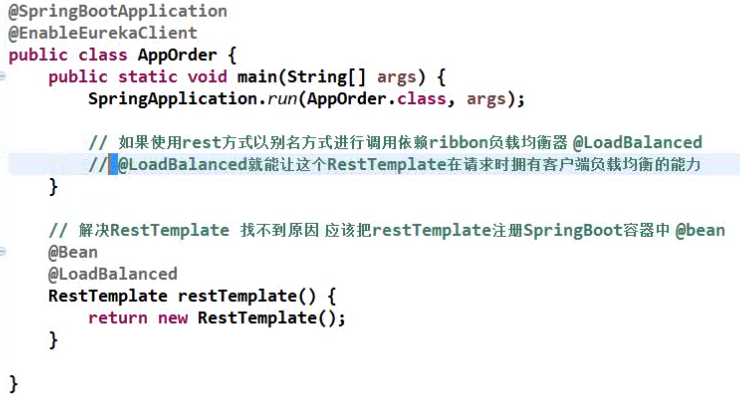 @SpringBootApplication
@EnableEurekaClient
public class AppOrder {
public static void main(String[] args) {
SpringApplication.run(AppOrder.class, args);
// 如果使用rest方式以别名方式进行调用依赖ribbon负载均衡器 @LoadBalanced
// @LoadBalanced就能让这个RestTemplate在请求时拥有客户端负载均衡的能力
}
// 解决RestTemplate 找不到原因 应该把restTemplate注册SpringBoot容器中 @bean
@Bean
@LoadBalanced
RestTemplate restTemplate() {
return new RestTemplate();
}
}